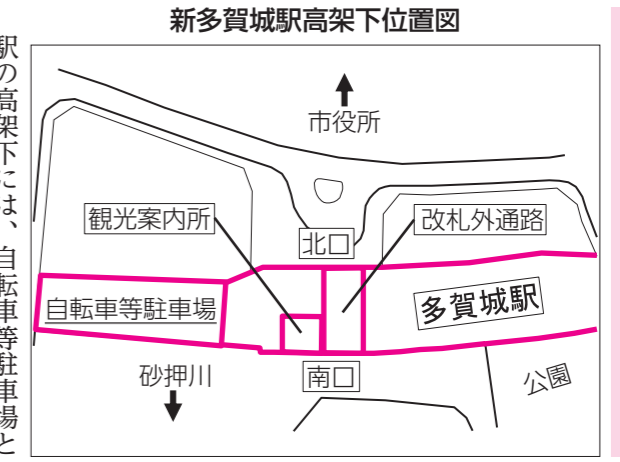 新多賀城駅高架下位置図
駅の高架下には、自転車等駐車場と
市役所
観光案内所
改札外通路
北口
自転車等駐車場
多賀城駅
砂押川
南口
公園